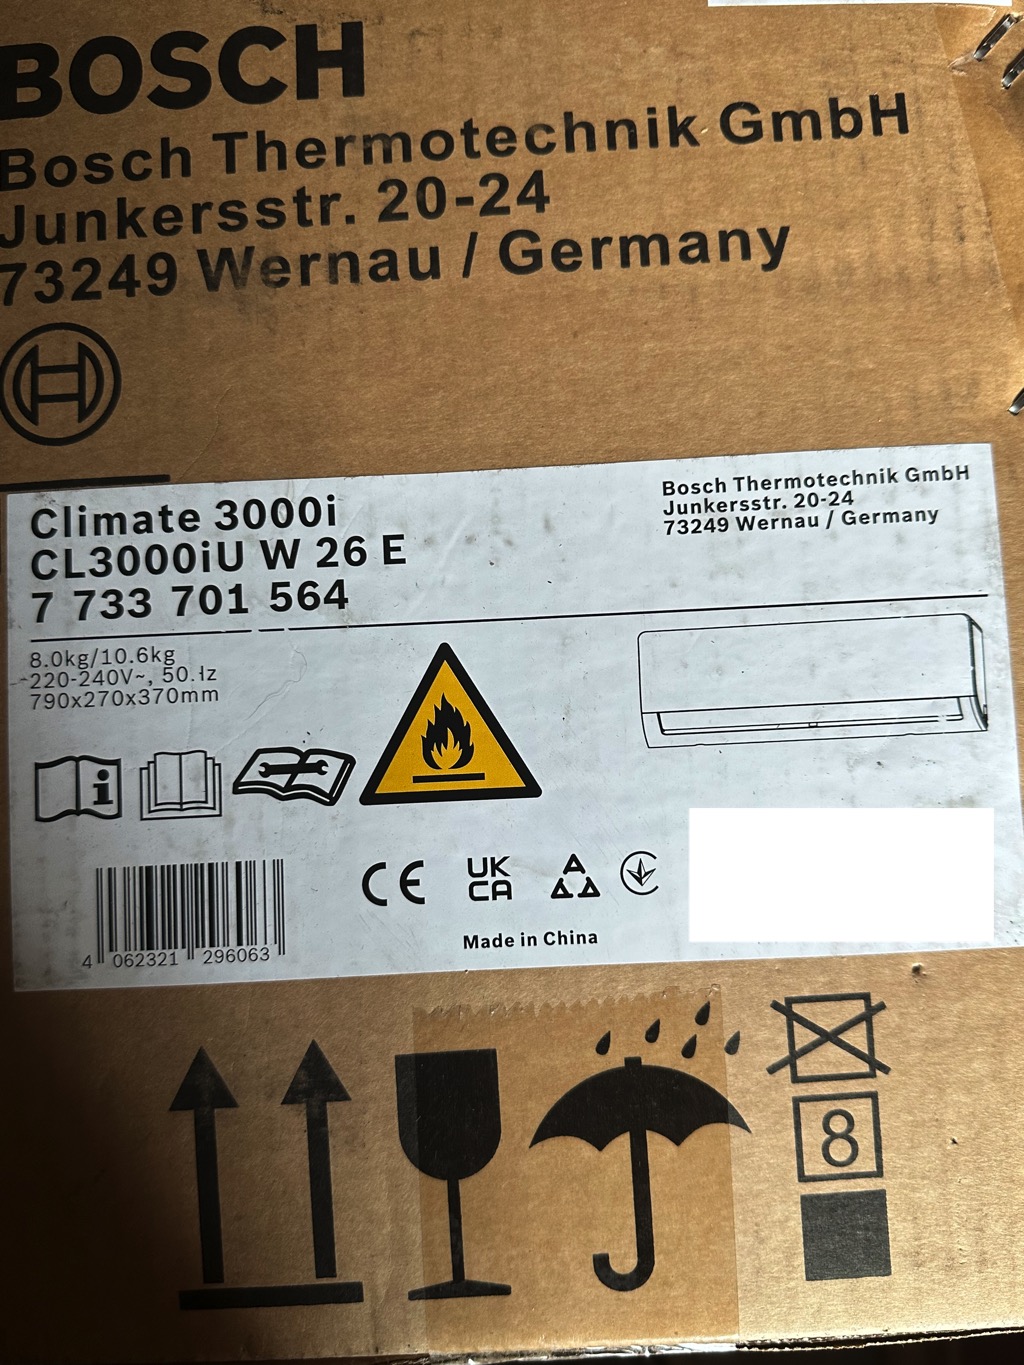 BOSCH
Bosch Thermotechnik GmbH
Junkersstr. 20-24
73249 Wernau / Germany
Climate 3000i
CL3000iU W 26 E
7 733 701 564
Bosch Thermotechnik GmbH
Junkersstr. 20-24
73249 Wernau / Germany
8.0kg/10.6kg
220-240V~, 50Hz
790x270x370mm
i
CE
UK
CA
Made in China
4 062321 296063
8